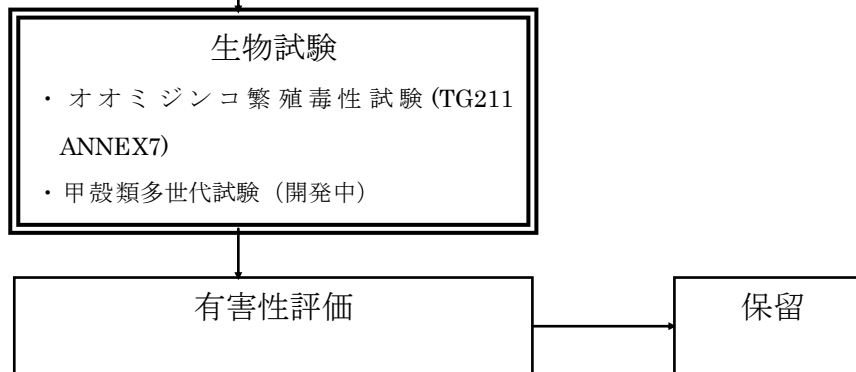 生物試験
・オオミジンコ繁殖毒性試験(TG211
ANNEX7)
・甲殻類多世代試験（開発中）
有害性評価
保留